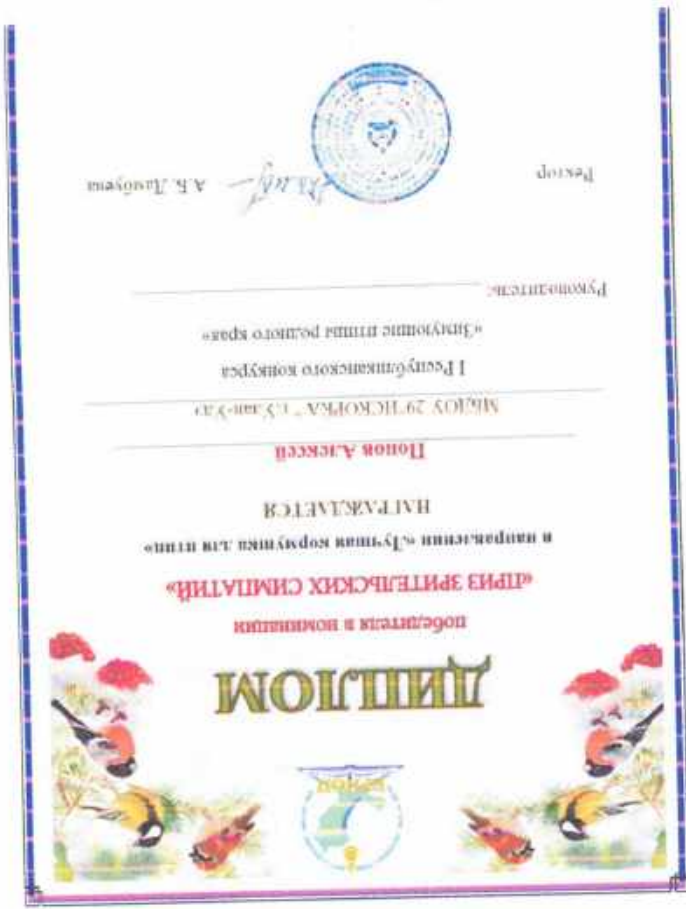 ДИПЛОМ
победителя в номинации
«ПРИЗ ЗРИТЕЛЬСКИХ СИМПАТИЙ»
в направлении «Лучшая кормушка для птиц»
НАГРАЖДАЕТСЯ
Попов Алексей
МБДОУ 29"ИСКОРКА" г.Улан-Удэ
I Республиканского конкурса
«Зимующие птицы родного края»
Руководитель:
Ректор А.Б. Ламбуева